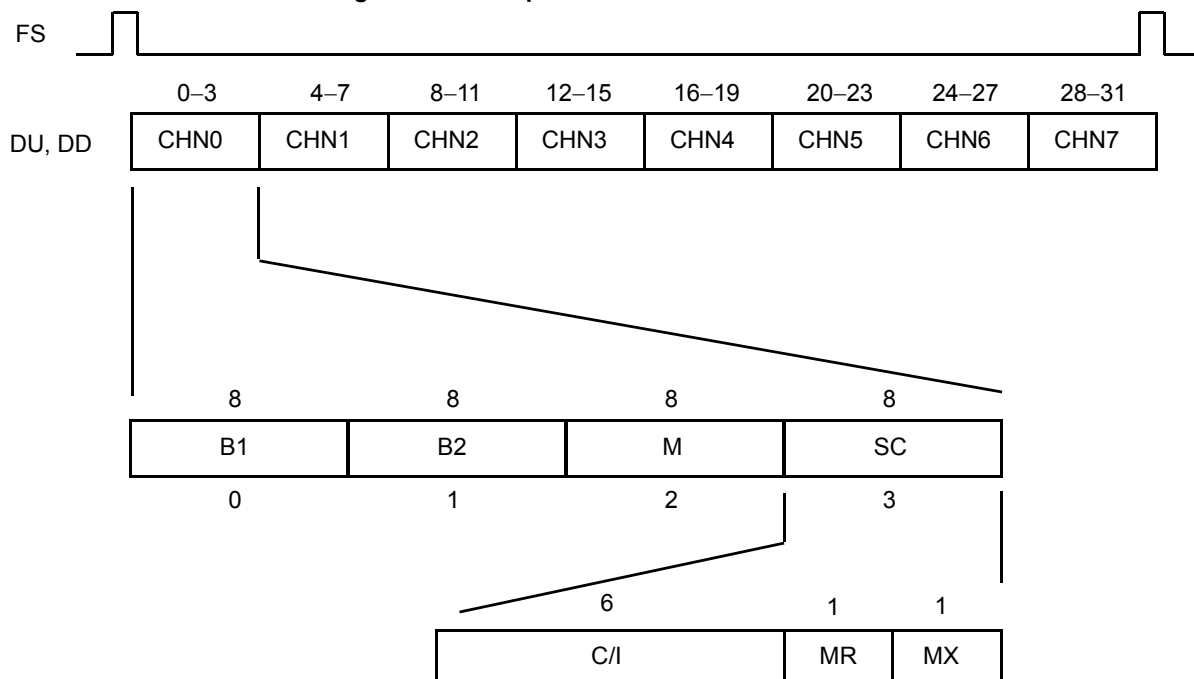 FS
0–3 4–7 8–11 12–15 16–19 20–23 24–27 28–31
DU, DD CHN0 CHN1 CHN2 CHN3 CHN4 CHN5 CHN6 CHN7
8 8 8 8
B1 B2 M SC
0 1 2 3
6 1 1
C/I MR MX